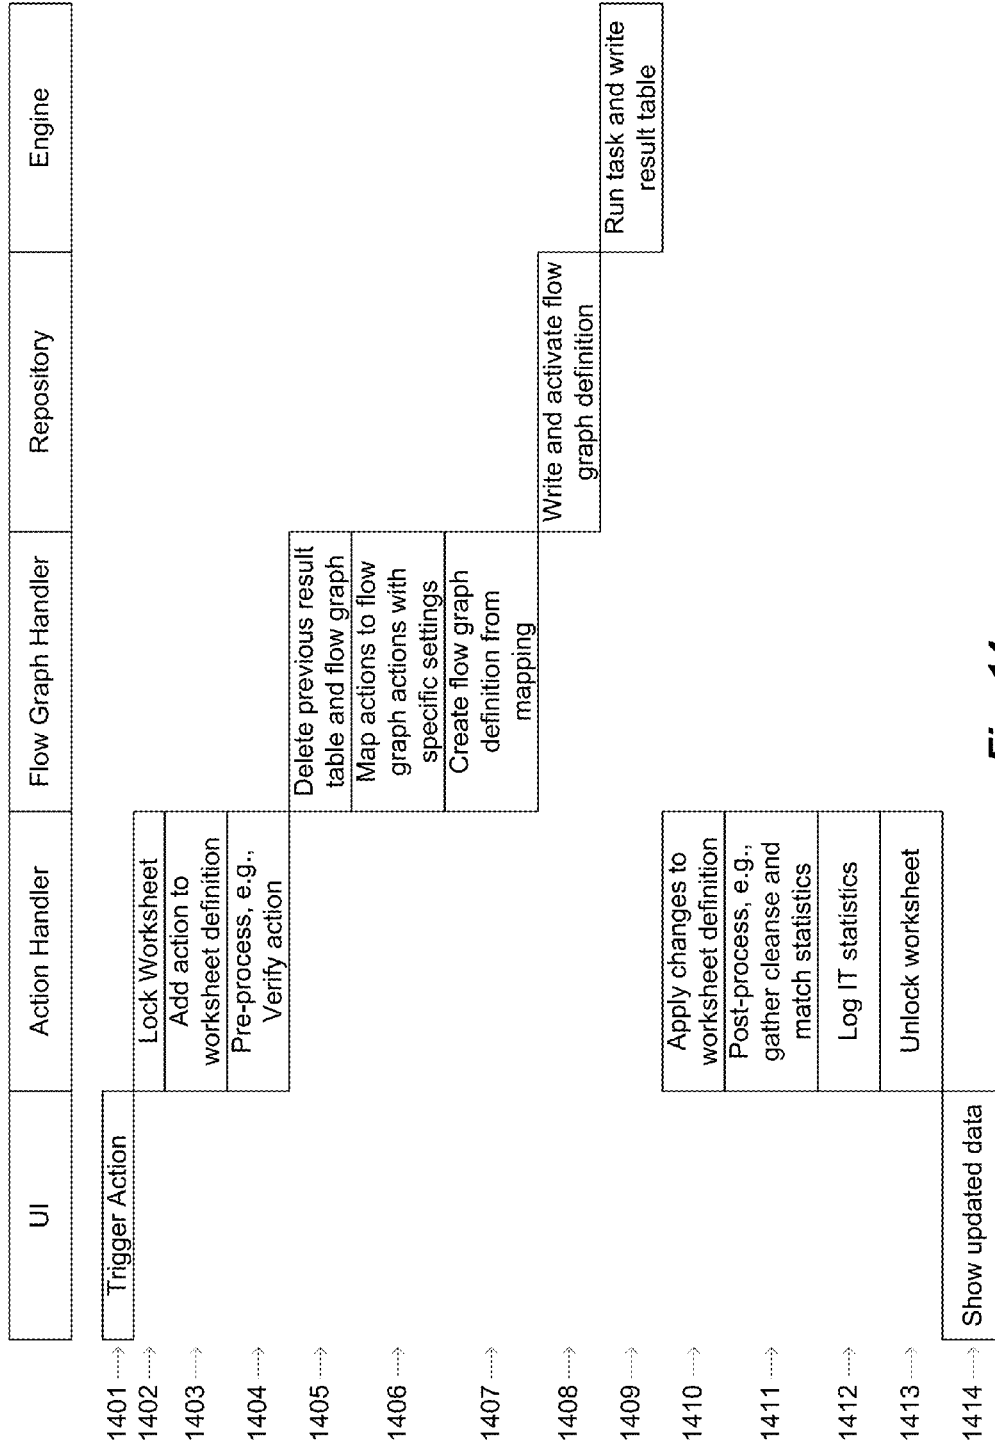 UI
Action Handler
Flow Graph Handler
Repository
Engine
1401
Trigger Action
1402
Lock Worksheet
1403
Add action to
worksheet definition
1404
Pre-process, e.g.,
Verify action
1405
Delete previous result
table and flow graph
1406
Map actions to flow
graph actions with
specific settings
1407
Create flow graph
definition from
mapping
1408
Write and activate flow
graph definition
1409
Run task and write
result table
1410
Apply changes to
worksheet definition
1411
Post-process, e.g.,
gather cleanse and
match statistics
1412
Log IT statistics
1413
Unlock worksheet
1414
Show updated data